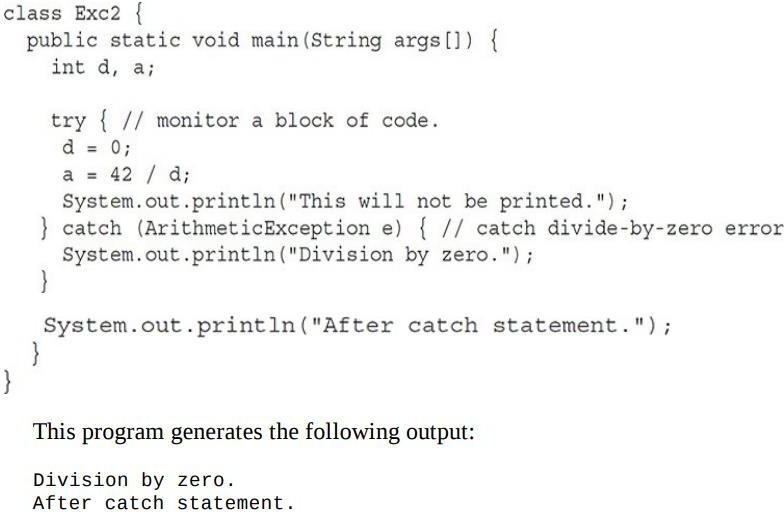 class Exc2 {
public static void main(String args[]) {
int d, a;
try { // monitor a block of code.
d = 0;
a = 42 / d;
System.out.println("This will not be printed.");
} catch (ArithmeticException e) { // catch divide-by-zero error
System.out.println("Division by zero.");
}
System.out.println("After catch statement.");
}
}
This program generates the following output:
Division by zero.
After catch statement.